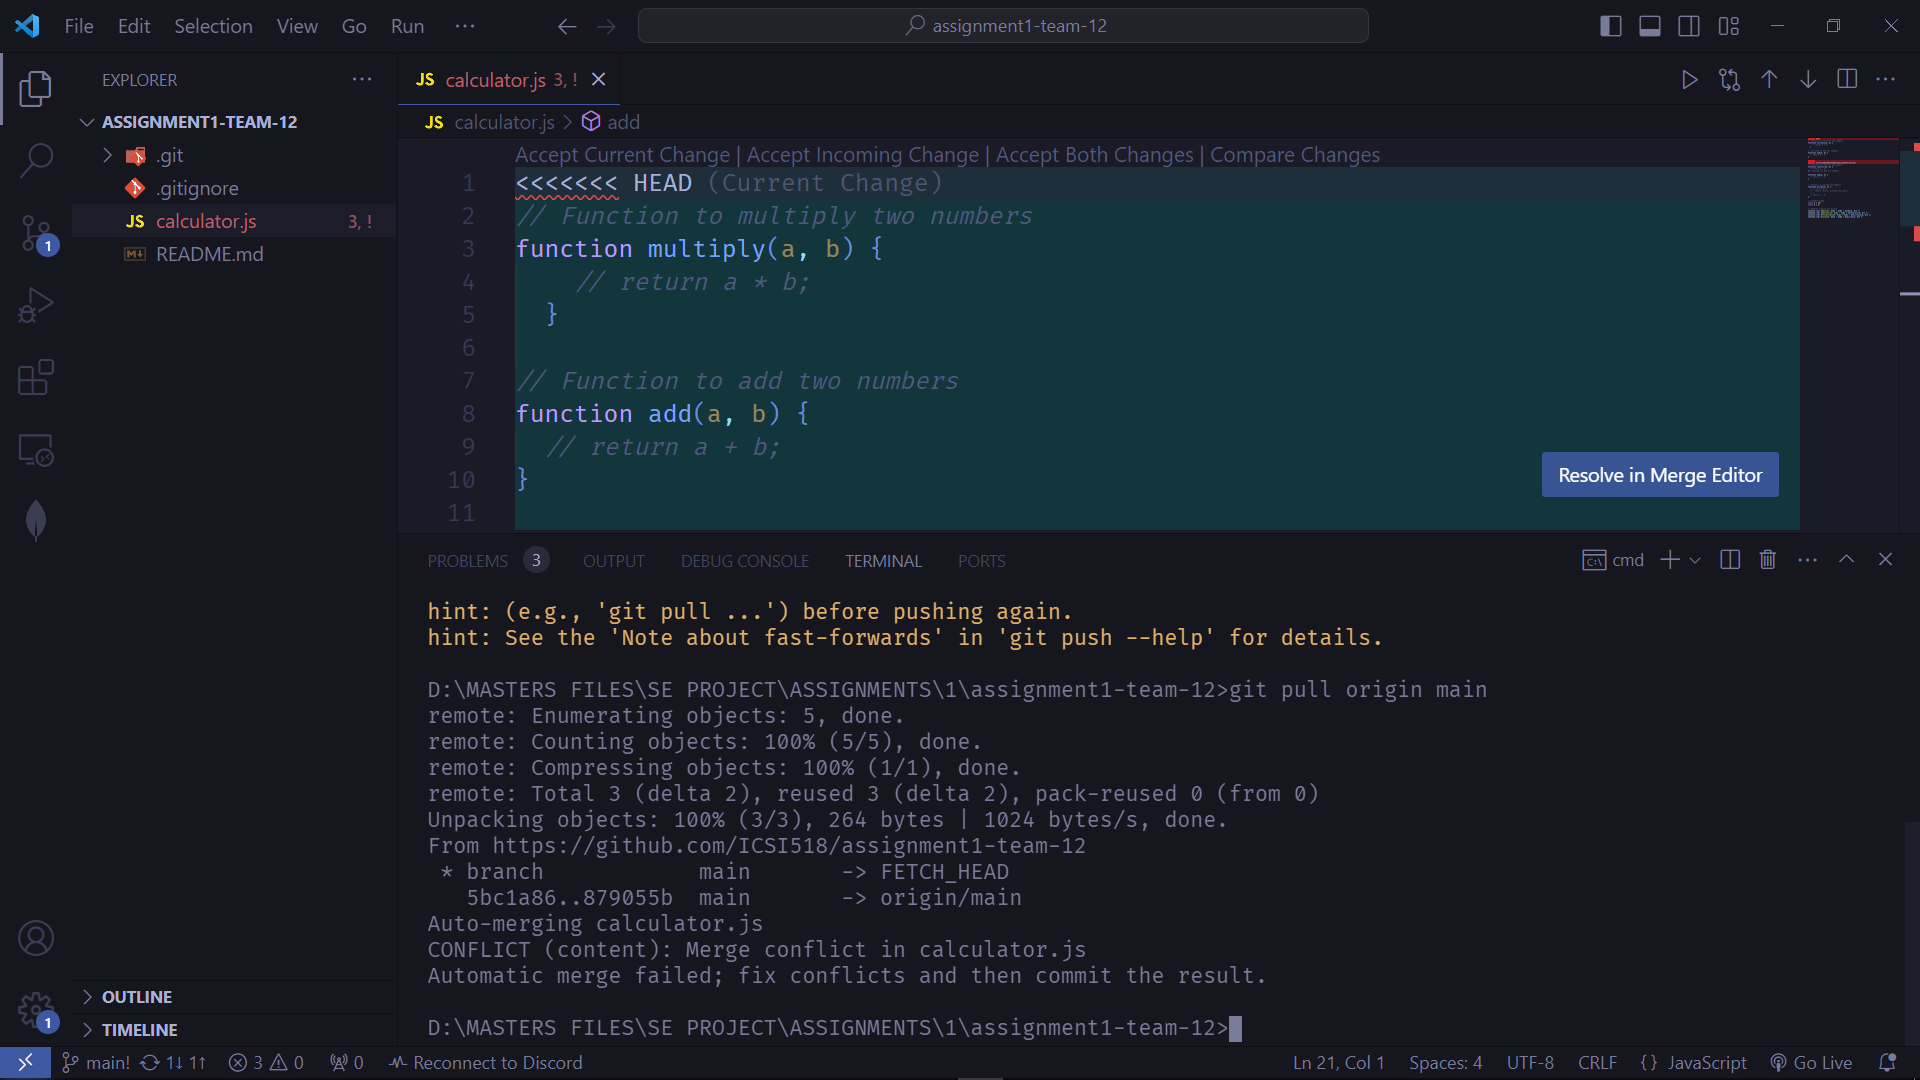 File Edit Selection View Go Run ··· assignment1-team-12
EXPLORER ···
ASSIGNMENT1-TEAM-12
.git
.gitignore
JS calculator.js 3, !
README.md
OUTLINE
TIMELINE
JS calculator.js 3, !
JS calculator.js > add
Accept Current Change | Accept Incoming Change | Accept Both Changes | Compare Changes
1 <<<<<<< HEAD (Current Change)
2 // Function to multiply two numbers
3 function multiply(a, b) {
4 // return a * b;
5 }
6
7 // Function to add two numbers
8 function add(a, b) {
9 // return a + b;
10 }
11
Resolve in Merge Editor
PROBLEMS 3 OUTPUT DEBUG CONSOLE TERMINAL PORTS cmd
hint: (e.g., 'git pull ...') before pushing again.
hint: See the 'Note about fast-forwards' in 'git push --help' for details.
D:\MASTERS FILES\SE PROJECT\ASSIGNMENTS\1\assignment1-team-12>git pull origin main
remote: Enumerating objects: 5, done.
remote: Counting objects: 100% (5/5), done.
remote: Compressing objects: 100% (1/1), done.
remote: Total 3 (delta 2), reused 3 (delta 2), pack-reused 0 (from 0)
Unpacking objects: 100% (3/3), 264 bytes | 1024 bytes/s, done.
From https://github.com/ICSI518/assignment1-team-12
* branch main -> FETCH_HEAD
5bc1a86..879055b main -> origin/main
Auto-merging calculator.js
CONFLICT (content): Merge conflict in calculator.js
Automatic merge failed; fix conflicts and then commit the result.
D:\MASTERS FILES\SE PROJECT\ASSIGNMENTS\1\assignment1-team-12>
1
1
main! 1↓ 1↑ 3 0 0 Reconnect to Discord Ln 21, Col 1 Spaces: 4 UTF-8 CRLF {} JavaScript Go Live